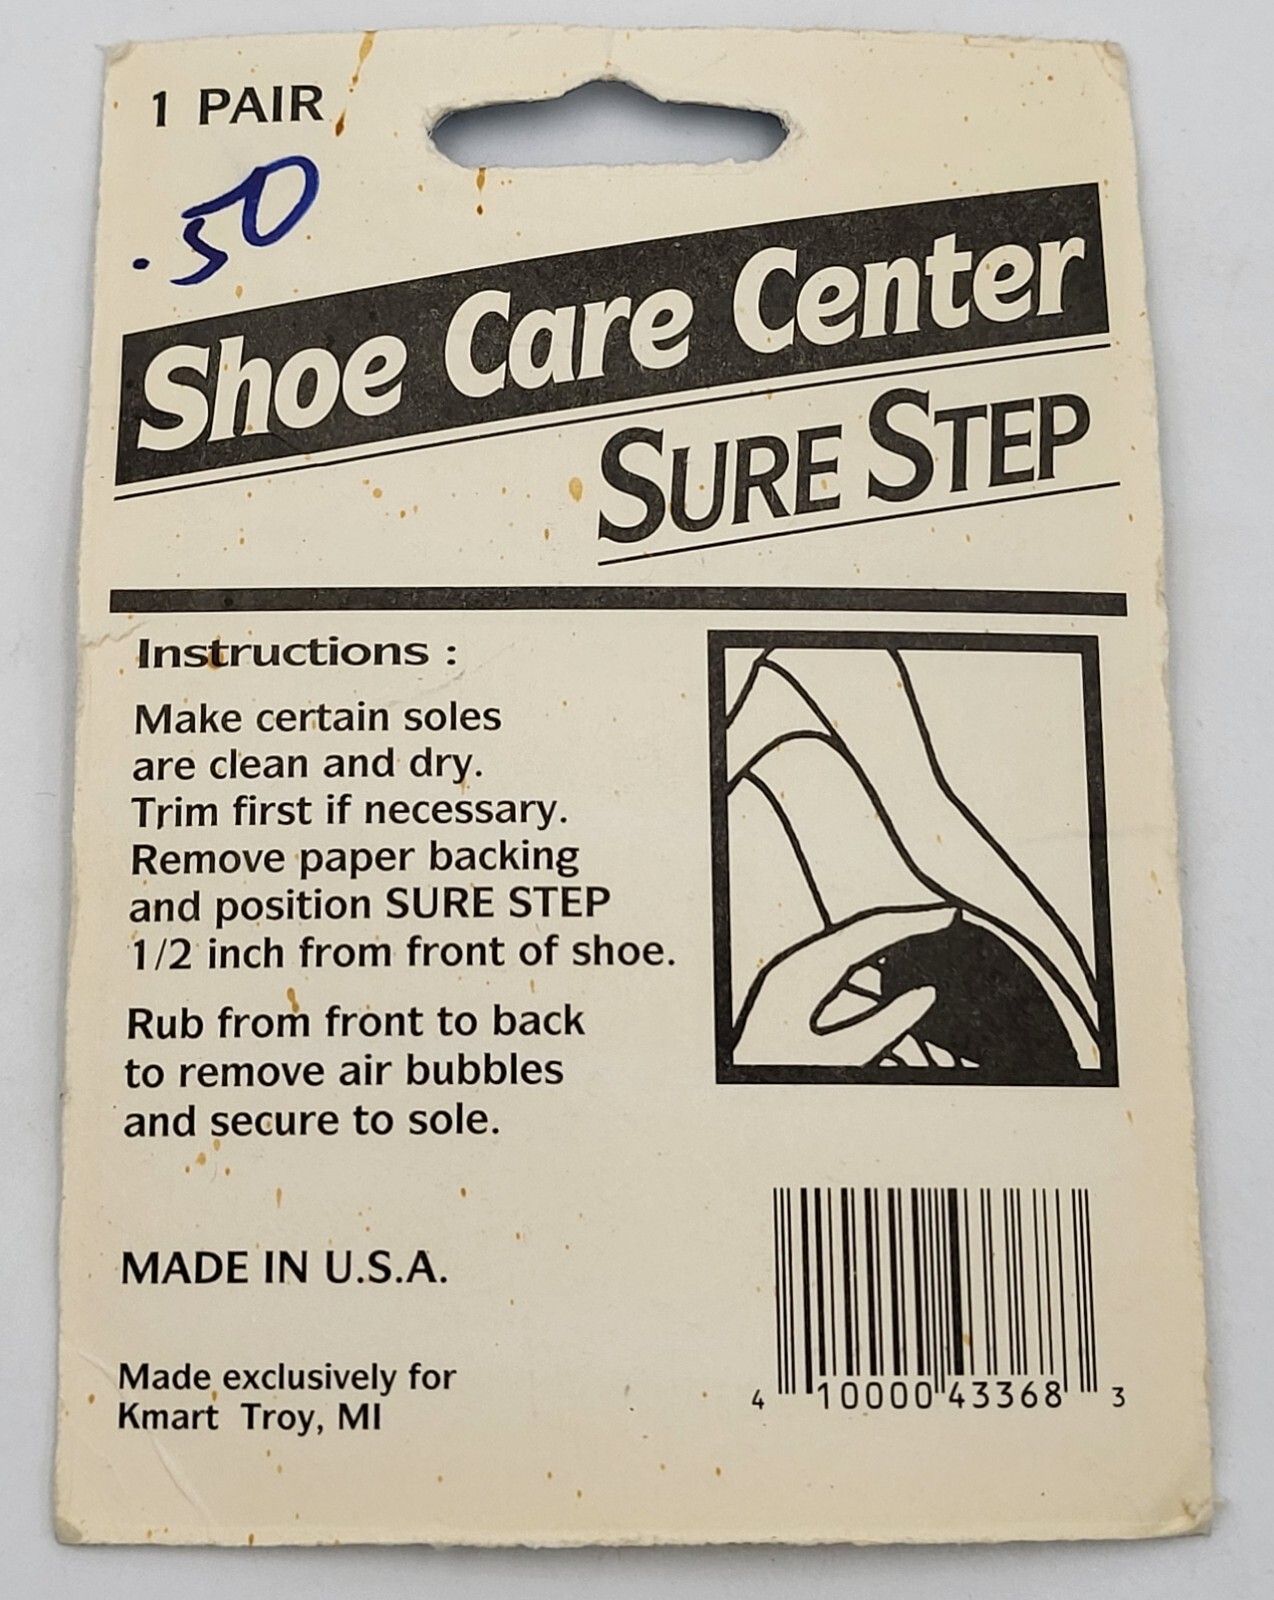 1 PAIR
.50
Shoe Care Center
SURE STEP
Instructions :
Make certain soles
are clean and dry.
Trim first if necessary.
Remove paper backing
and position SURE STEP
1/2 inch from front of shoe.
Rub from front to back
to remove air bubbles
and secure to sole.
MADE IN U.S.A.
Made exclusively for
Kmart Troy, MI
4 10000 43368 3